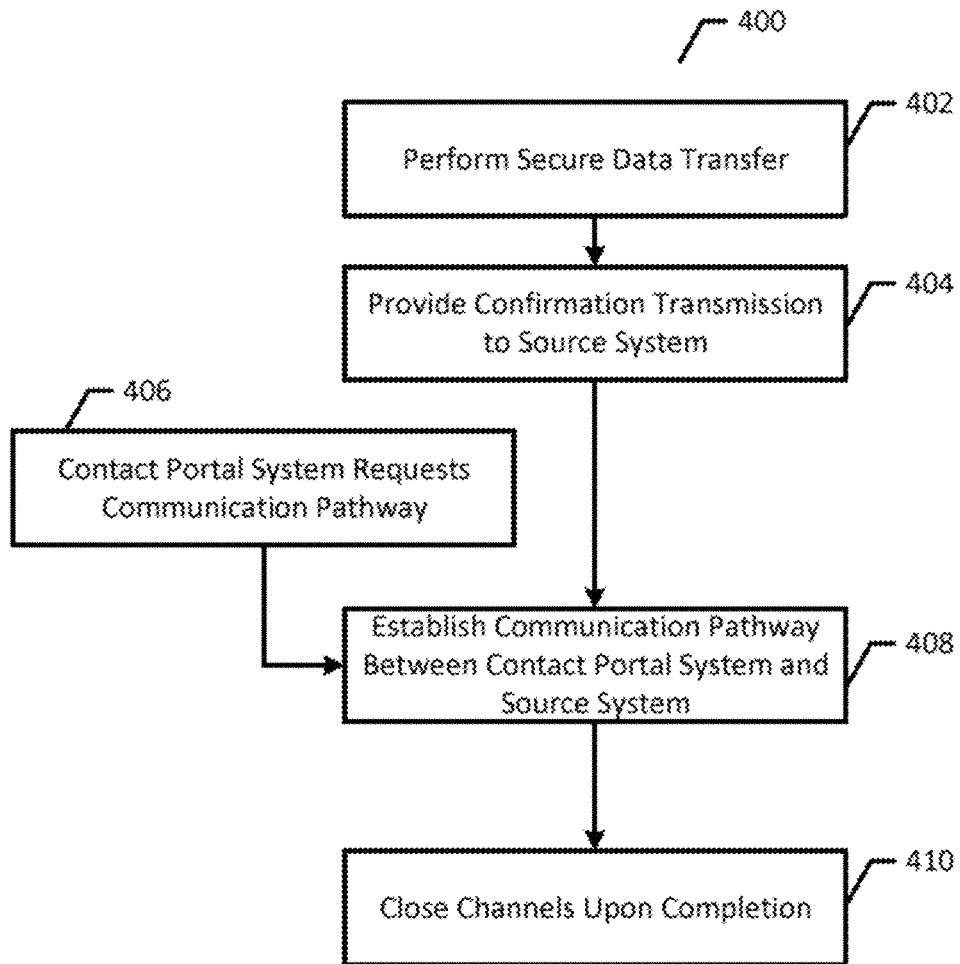 400
402
Perform Secure Data Transfer
404
Provide Confirmation Transmission
to Source System
406
Contact Portal System Requests
Communication Pathway
Establish Communication Pathway
Between Contact Portal System and
Source System
408
410
Close Channels Upon Completion